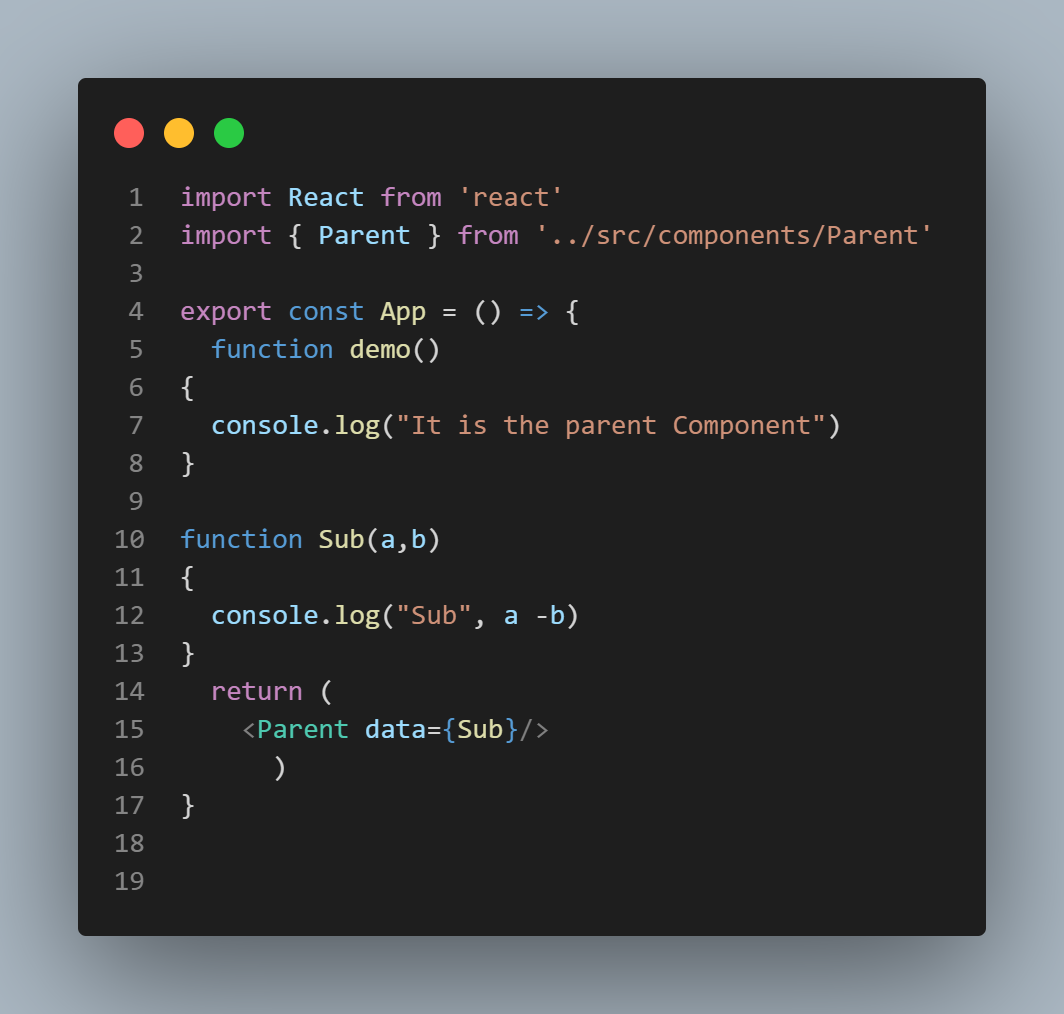 1 import React from 'react'
2 import { Parent } from '../src/components/Parent'
3
4 export const App = () => {
5   function demo()
6 {
7   console.log("It is the parent Component")
8 }
9
10 function Sub(a,b)
11 {
12   console.log("Sub", a -b)
13 }
14   return (
15     <Parent data={Sub}/>
16       )
17 }
18
19